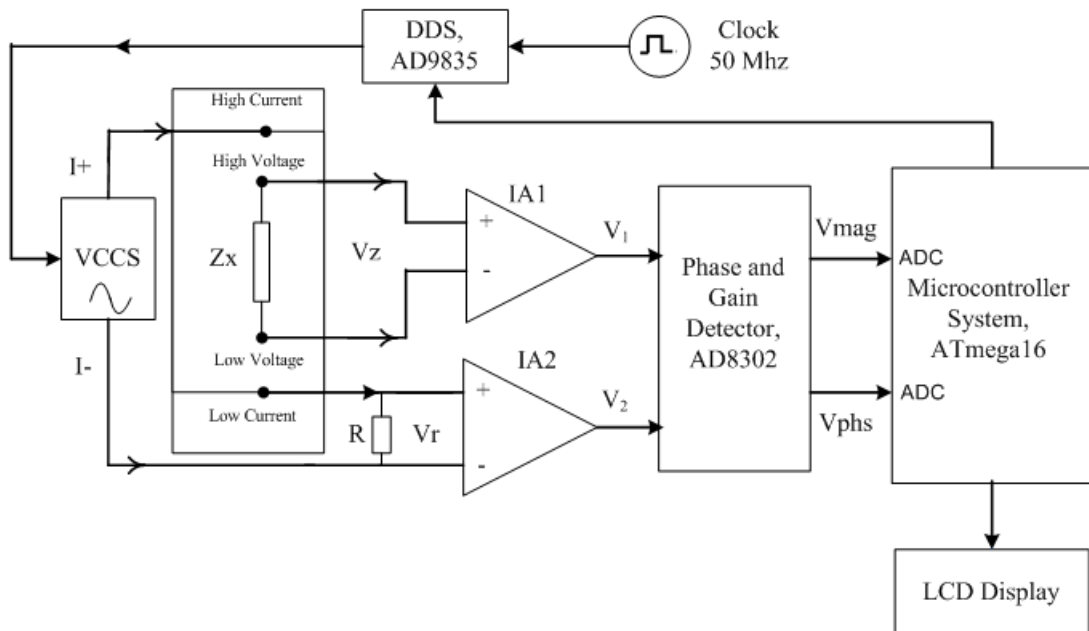 DDS,
AD9835
Clock
50 Mhz
High Current
I+
High Voltage
IA1
+
-
V1
VCCS
Zx
Vz
Phase and
Gain
Detector,
AD8302
Vmag
ADC
Microcontroller
System,
ATmega16
Low Voltage
I-
IA2
Low Current
R
Vr
+
-
V2
Vphs
ADC
LCD Display